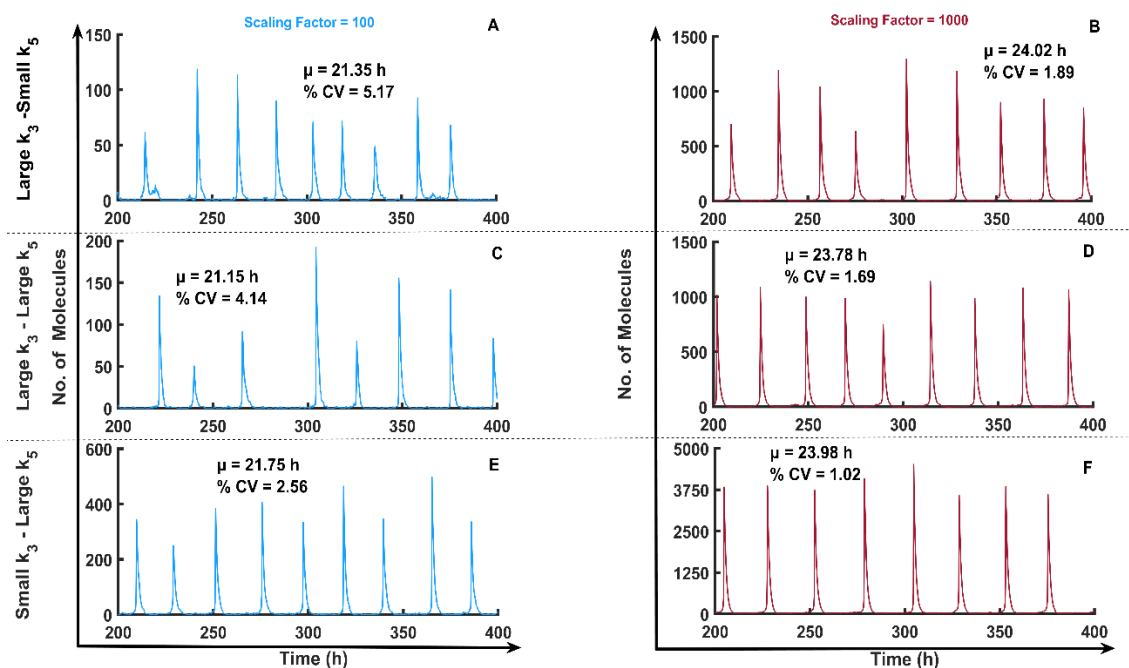 Scaling Factor = 100
Scaling Factor = 1000
Large k3 -Small k5
A
μ = 21.35 h
% CV = 5.17
150
100
50
0
200 250 300 350 400
B
μ = 24.02 h
% CV = 1.89
1500
1000
500
0
200 250 300 350 400
Large k3 - Large k5
No. of Molecules
C
μ = 21.15 h
% CV = 4.14
200
150
100
50
0
200 250 300 350 400
No. of Molecules
D
μ = 23.78 h
% CV = 1.69
1500
1000
500
0
200 250 300 350 400
Small k3 - Large k5
E
μ = 21.75 h
% CV = 2.56
600
400
200
0
200 250 300 350 400
Time (h)
F
μ = 23.98 h
% CV = 1.02
5000
3750
2500
1250
0
200 250 300 350 400
Time (h)